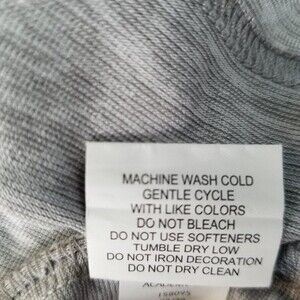 MACHINE WASH COLD
GENTLE CYCLE
WITH LIKE COLORS
DO NOT BLEACH
DO NOT USE SOFTENERS
TUMBLE DRY LOW
DO NOT IRON DECORATION
DO NOT DRY CLEAN